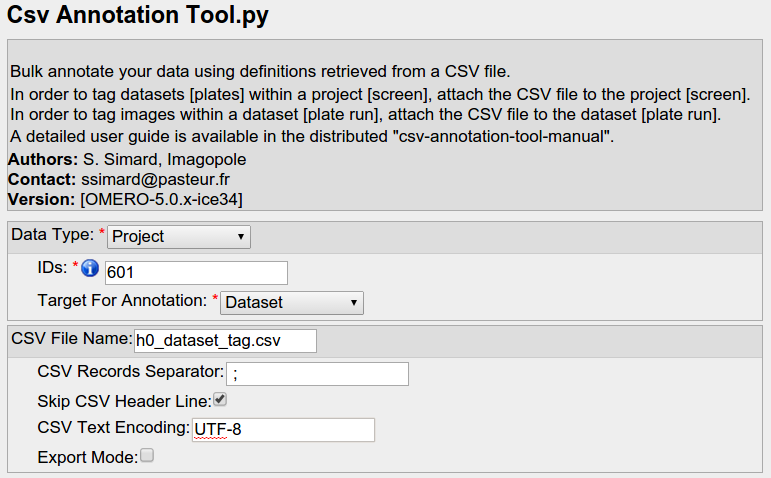 Csv Annotation Tool.py
Bulk annotate your data using definitions retrieved from a CSV file.
In order to tag datasets [plates] within a project [screen], attach the CSV file to the project [screen].
In order to tag images within a dataset [plate run], attach the CSV file to the dataset [plate run].
A detailed user guide is available in the distributed "csv-annotation-tool-manual".
Authors: S. Simard, Imagopole
Contact: ssimard@pasteur.fr
Version: [OMERO-5.0.x-ice34]
Data Type: * Project
IDs: * i 601
Target For Annotation: * Dataset
CSV File Name: h0_dataset_tag.csv
CSV Records Separator: ;
Skip CSV Header Line:
CSV Text Encoding: UTF-8
Export Mode: